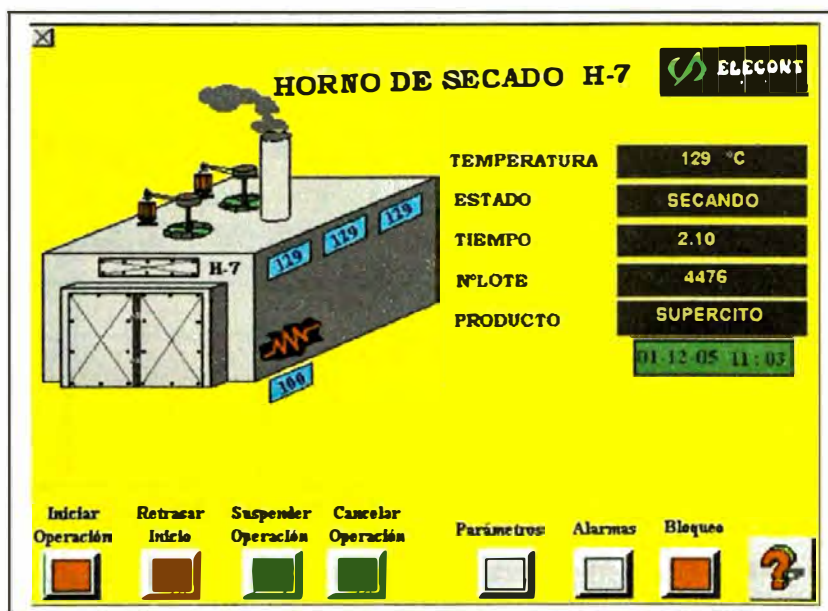 HORNO DE SECADO H-7
ELECONT
TEMPERATURA 129 °C
ESTADO SECANDO
TIEMPO 2.10
N°LOTE 4476
PRODUCTO SUPERCITO
01-12-05 11:03
129 129 129
H-7
100
Iniciar Operación
Retrasar Inicio
Suspender Operación
Cancelar Operación
Parámetros
Alarmas
Bloqueo
?